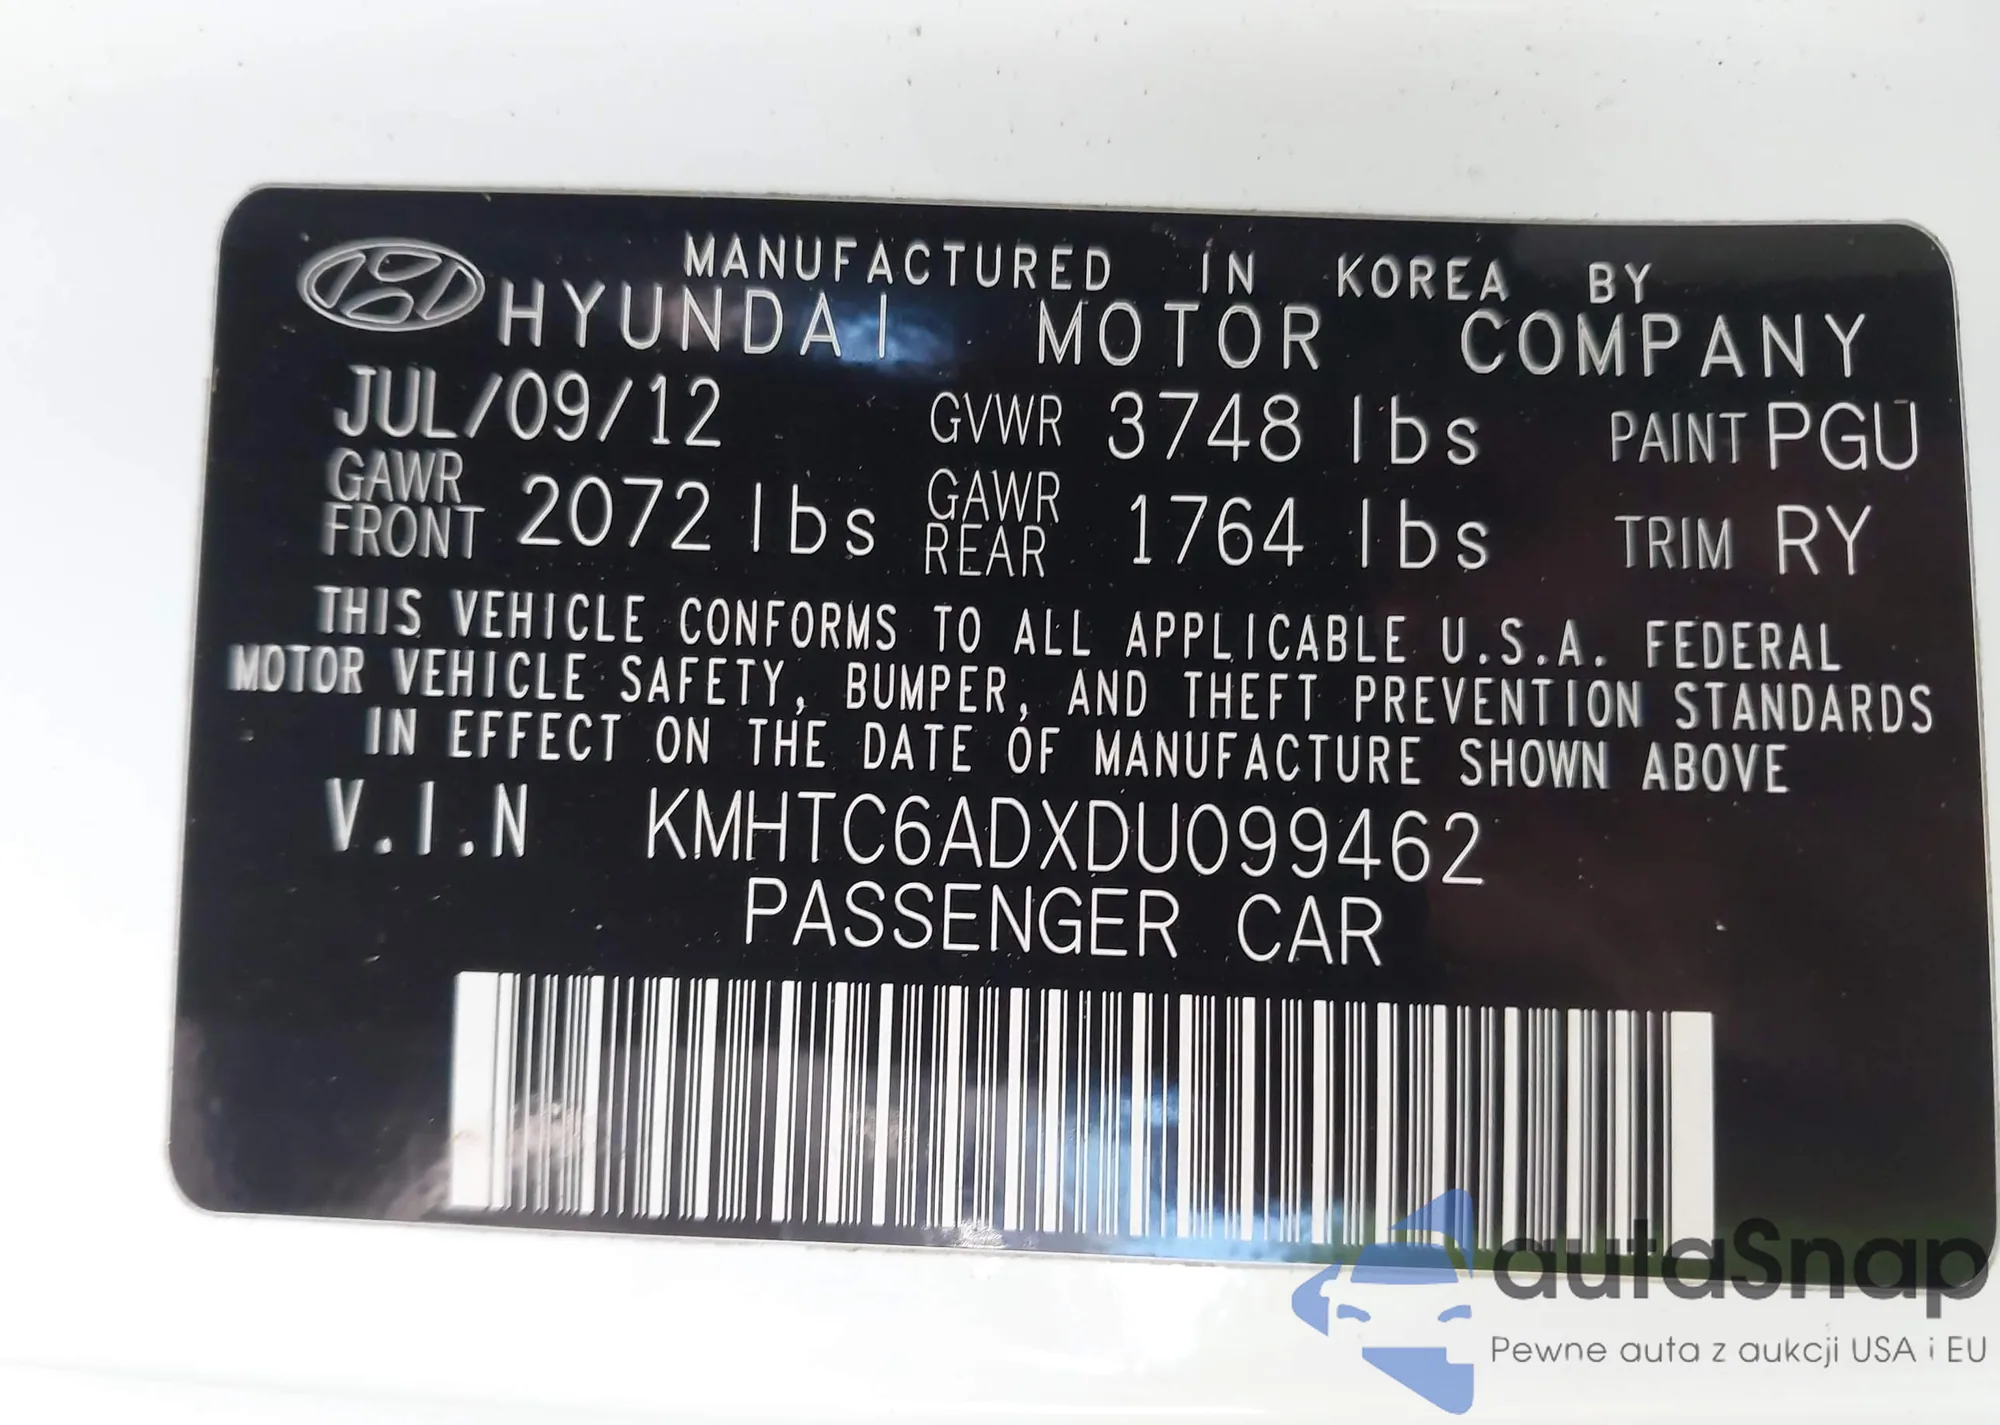 MANUFACTURED IN KOREA BY
HYUNDAI MOTOR COMPANY
JUL/09/12 GVWR 3748 lbs PAINT PGU
GAWR FRONT 2072 lbs GAWR REAR 1764 lbs TRIM RY
THIS VEHICLE CONFORMS TO ALL APPLICABLE U.S.A. FEDERAL
MOTOR VEHICLE SAFETY, BUMPER, AND THEFT PREVENTION STANDARDS
IN EFFECT ON THE DATE OF MANUFACTURE SHOWN ABOVE
V.I.N KMHTC6ADXDU099462
PASSENGER CAR
autaSnap
Pewne auta z aukcji USA i EU